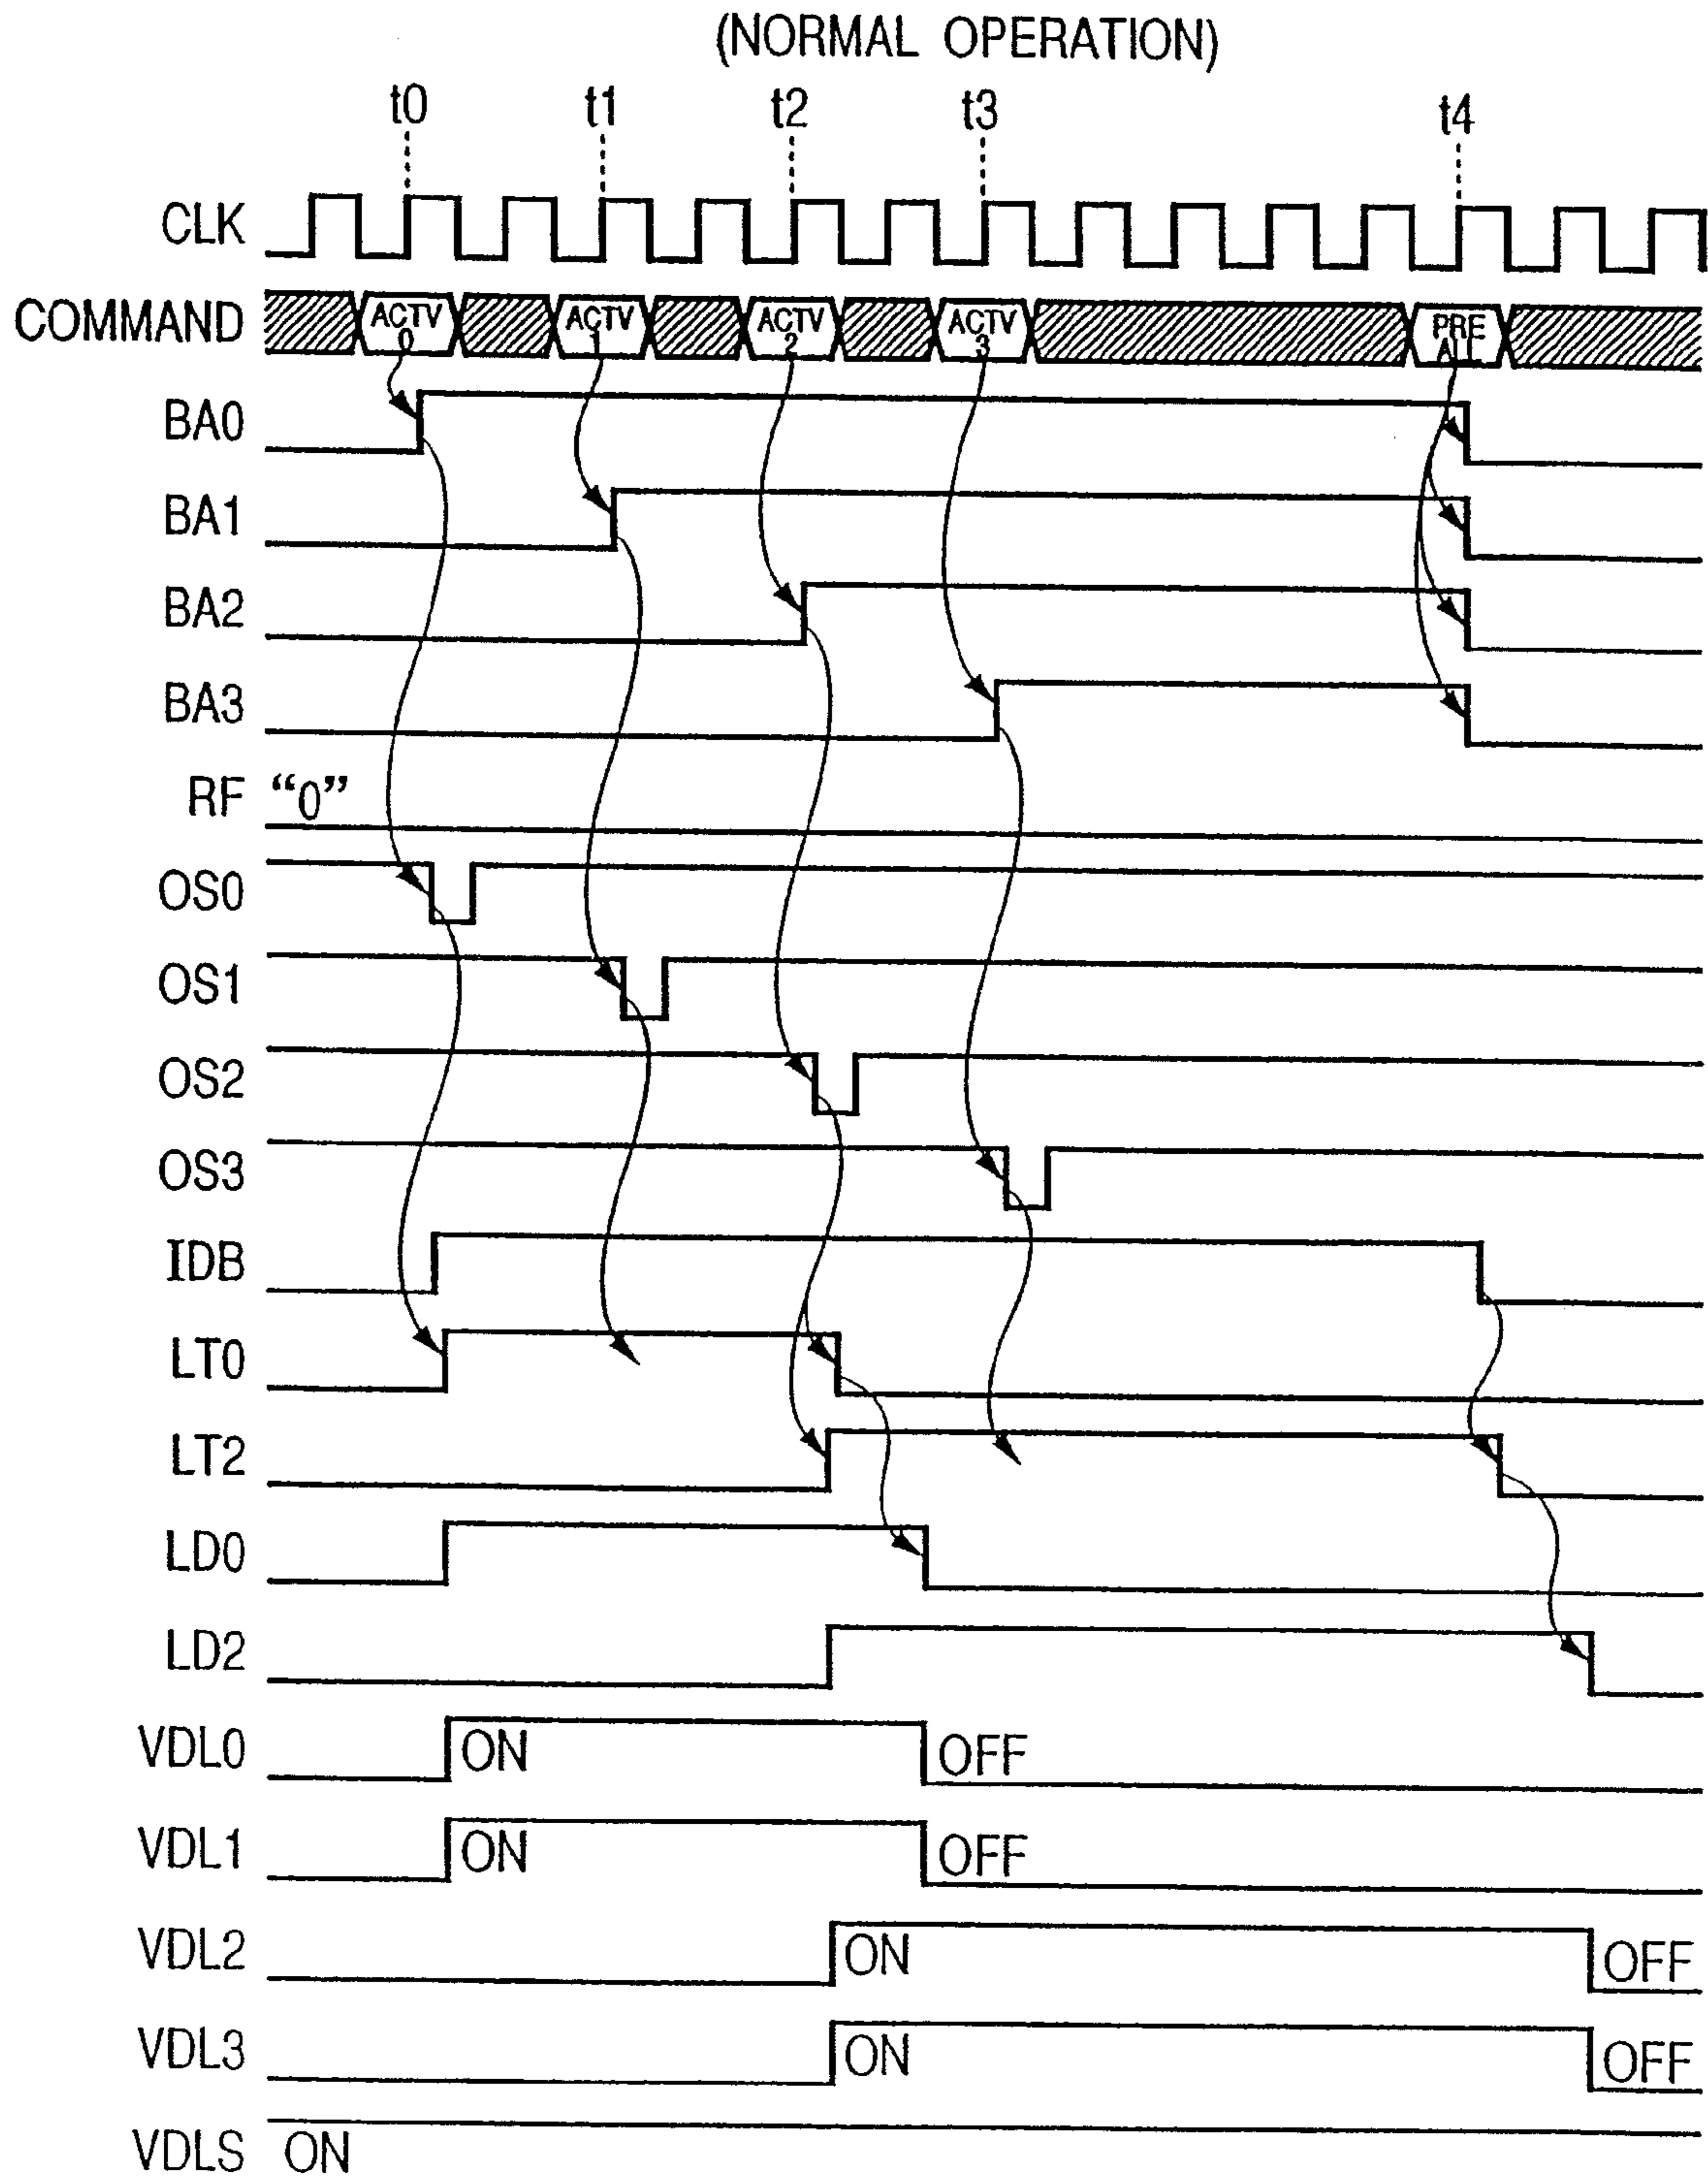 (NORMAL OPERATION)
t0 t1 t2 t3 t4
CLK
COMMAND ACTV 0 ACTV 1 ACTV 2 ACTV 3 PRE ALL
BA0
BA1
BA2
BA3
RF “0”
OS0
OS1
OS2
OS3
IDB
LT0
LT2
LD0
LD2
VDL0 ON OFF
VDL1 ON OFF
VDL2 ON OFF
VDL3 ON OFF
VDLS ON